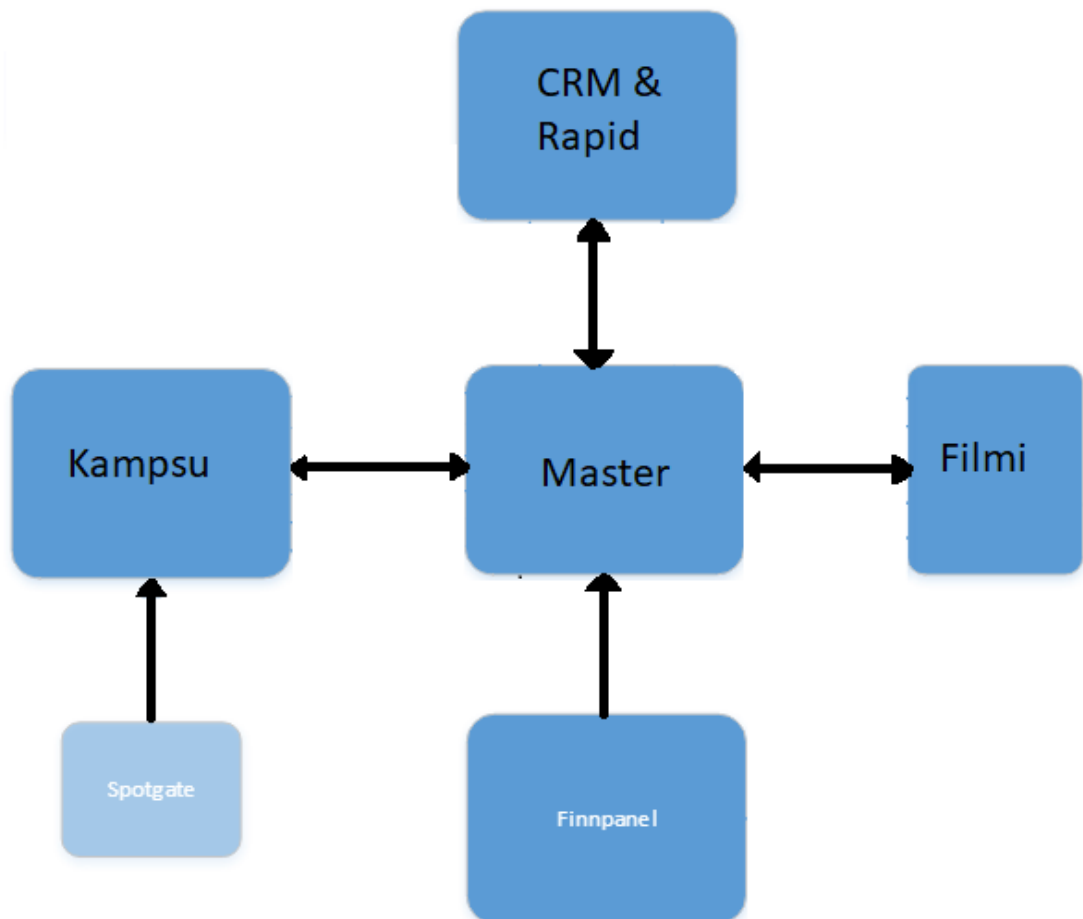 CRM &
Rapid
Kampsu
Master
Filmi
Spotgate
Finnpanel